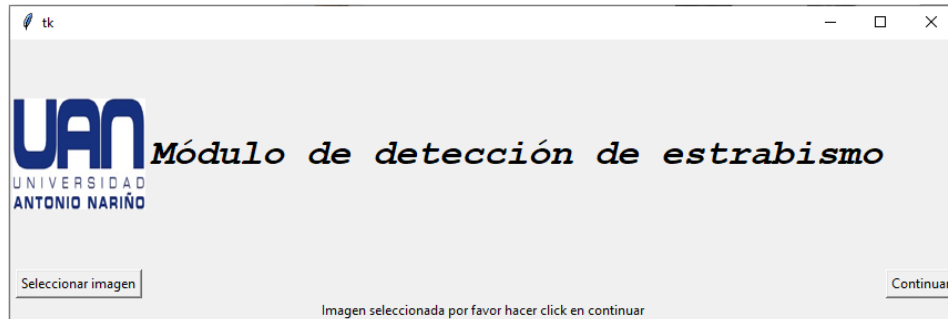 tk
UAN
UNIVERSIDAD
ANTONIO NARIÑO
Módulo de detección de estrabismo
Seleccionar imagen
Continuar
Imagen seleccionada por favor hacer click en continuar